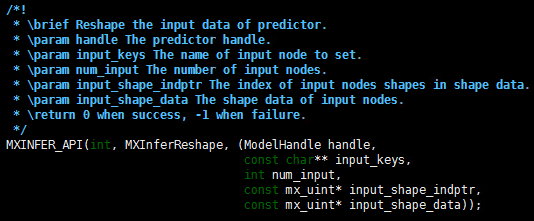 /*!
 * \brief Reshape the input data of predictor.
 * \param handle The predictor handle.
 * \param input_keys The name of input node to set.
 * \param num_input The number of input nodes.
 * \param input_shape_indptr The index of input nodes shapes in shape data.
 * \param input_shape_data The shape data of input nodes.
 * \return 0 when success, -1 when failure.
 */
MXINFER_API(int, MXInferReshape, (ModelHandle handle,
                                  const char** input_keys,
                                  int num_input,
                                  const mx_uint* input_shape_indptr,
                                  const mx_uint* input_shape_data));